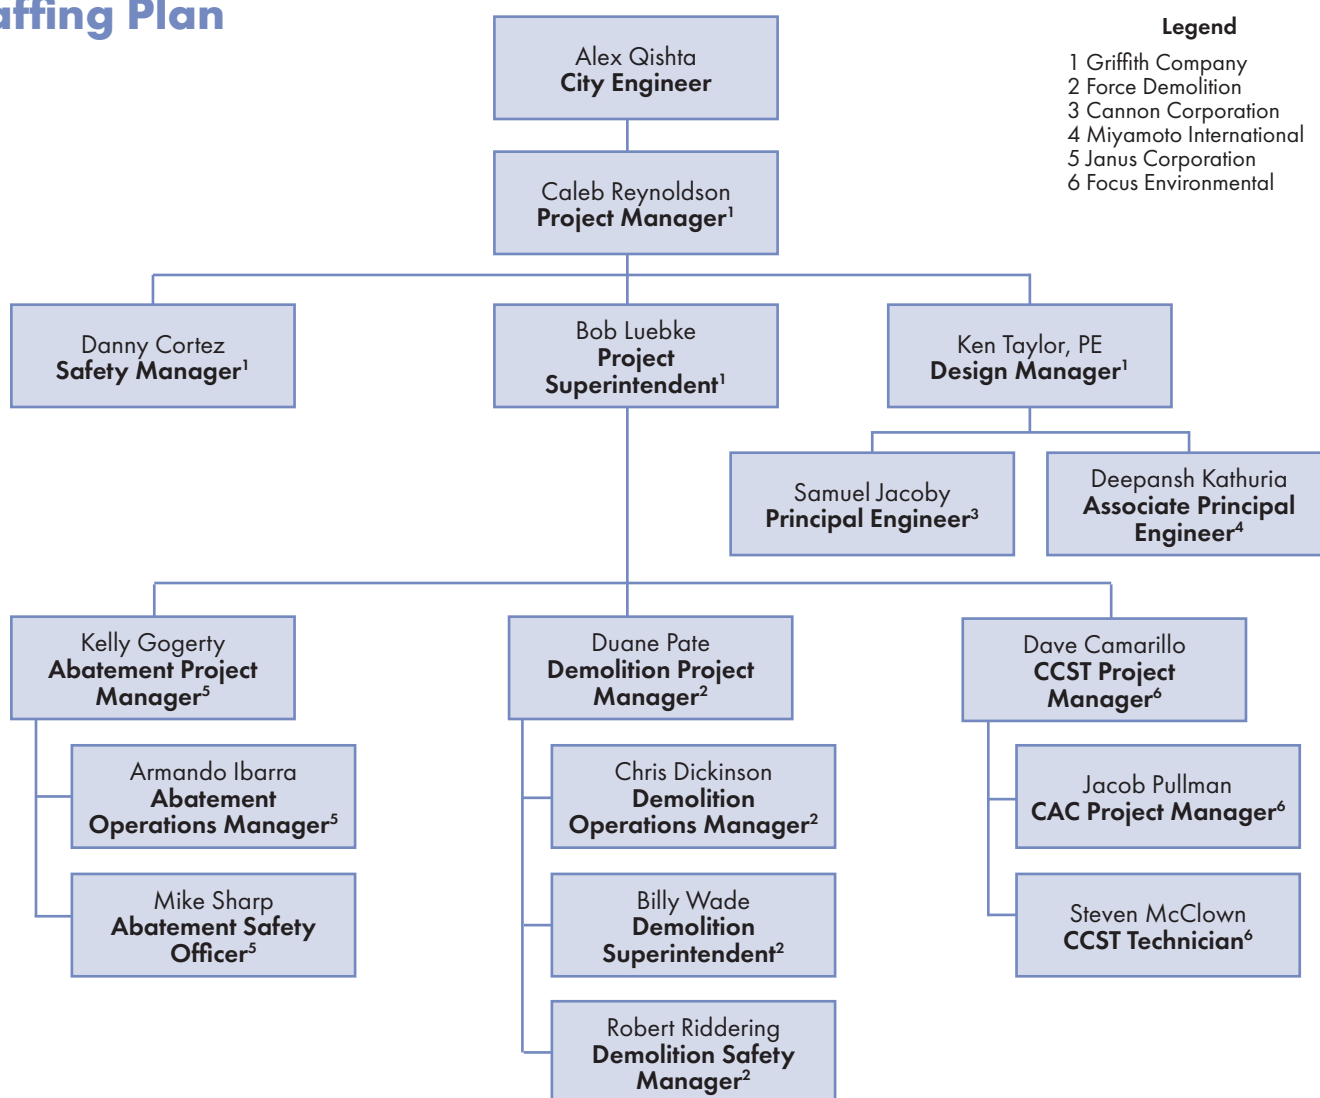 affing Plan
Alex Qishta
City Engineer
Legend
1 Griffith Company
2 Force Demolition
3 Cannon Corporation
4 Miyamoto International
5 Janus Corporation
6 Focus Environmental
Caleb Reynoldson
Project Manager¹
Danny Cortez
Safety Manager¹
Bob Luebke
Project
Superintendent¹
Ken Taylor, PE
Design Manager¹
Samuel Jacoby
Principal Engineer³
Deepansh Kathuria
Associate Principal
Engineer⁴
Kelly Gogerty
Abatement Project
Manager⁵
Duane Pate
Demolition Project
Manager²
Dave Camarillo
CCST Project
Manager⁶
Armando Ibarra
Abatement
Operations Manager⁵
Chris Dickinson
Demolition
Operations Manager²
Jacob Pullman
CAC Project Manager⁶
Mike Sharp
Abatement Safety
Officer⁵
Billy Wade
Demolition
Superintendent²
Steven McClown
CCST Technician⁶
Robert Riddering
Demolition Safety
Manager²